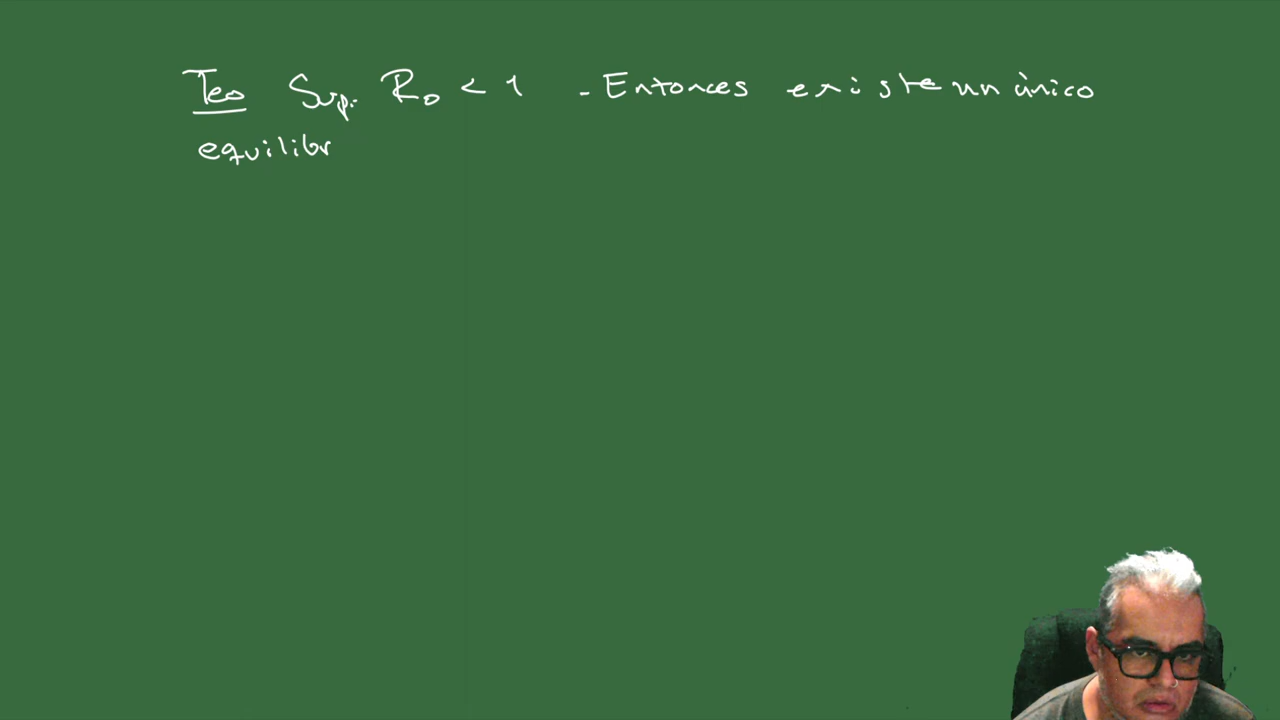 Teo Sup. R₀ < 1 . Entonces existe un único
equilibr